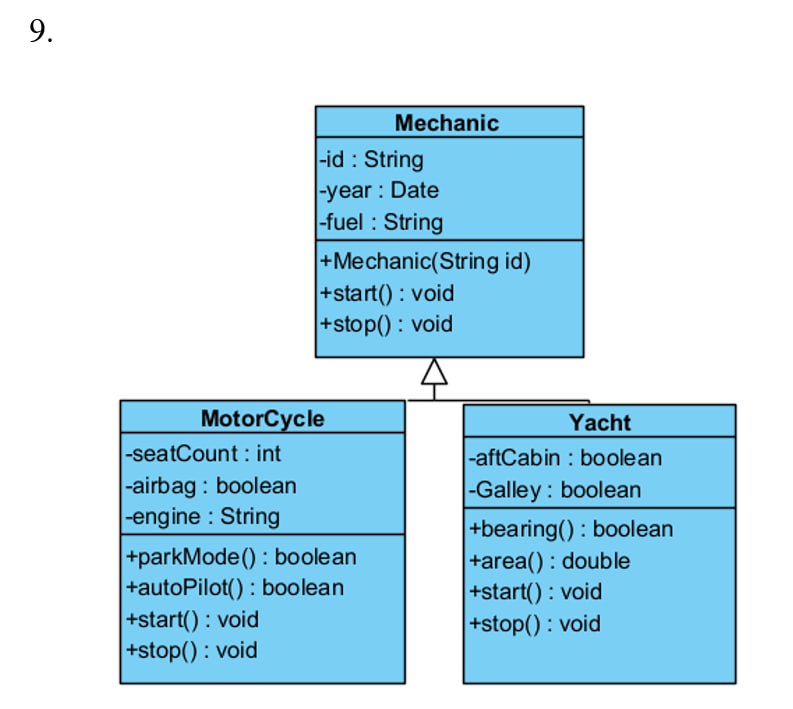 9.
Mechanic
-id : String
-year : Date
-fuel : String
+Mechanic(String id)
+start() : void
+stop() : void
MotorCycle
-seatCount : int
-airbag : boolean
-engine : String
+parkMode() : boolean
+autoPilot() : boolean
+start() : void
+stop() : void
Yacht
-aftCabin : boolean
-Galley : boolean
+bearing() : boolean
+area() : double
+start() : void
+stop() : void